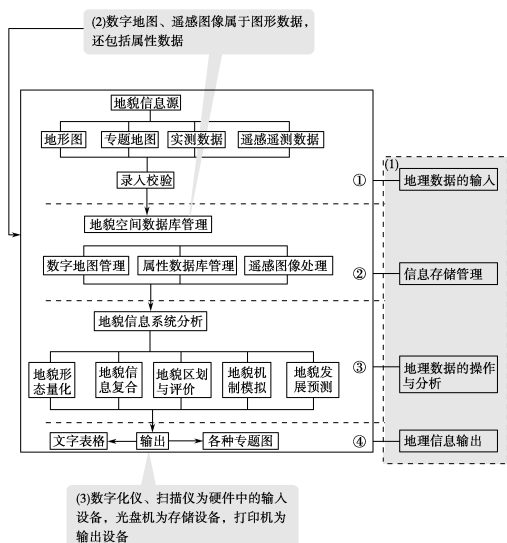 (2)数字地图、遥感图像属于图形数据，
还包括属性数据
地貌信息源
地形图 专题地图 实测数据 遥感遥测数据
录入校验
①
(1)
地理数据的输入
地貌空间数据库管理
数字地图管理 属性数据库管理 遥感图像处理
②
信息存储管理
地貌信息系统分析
地貌形
态量化
地貌信
息复合
地貌区划
与评价
地貌机
制模拟
地貌发
展预测
③
地理数据的操作
与分析
文字表格 输出 各种专题图
④
地理信息输出
(3)数字化仪、扫描仪为硬件中的输入
设备，光盘机为存储设备，打印机为
输出设备